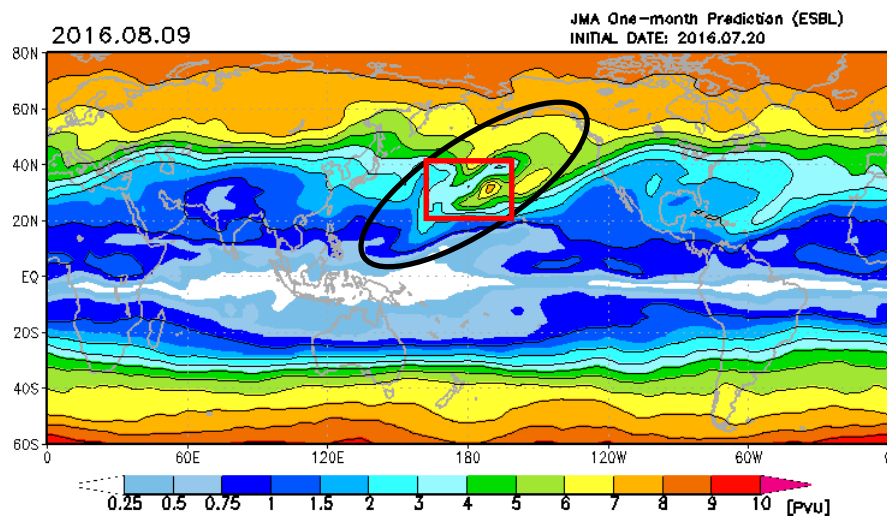 JMA One-month Prediction (ESBL)
2016.08.09
INITIAL DATE: 2016.07.20
80N
60N
40N
20N
EQ
20S
40S
60S
0 60E 120E 180 120W 60W 0
0.25 0.5 0.75 1 1.5 2 3 4 5 6 7 8 9 10 [PVU]